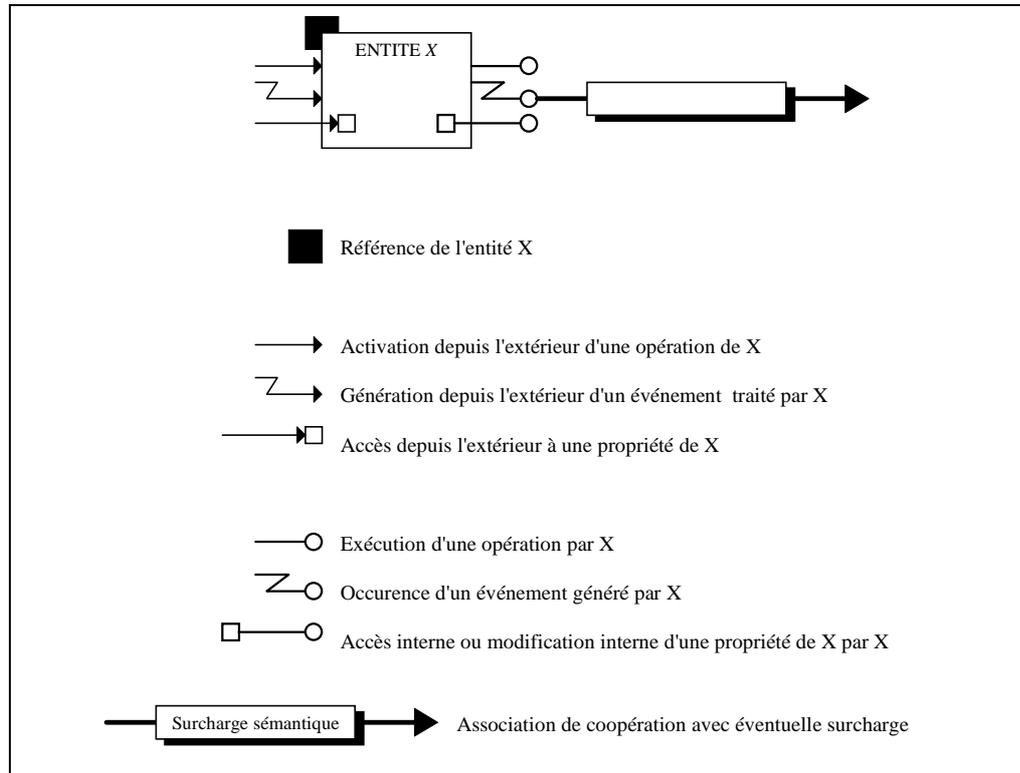 ENTITE X
Référence de l'entité X
Activation depuis l'extérieur d'une opération de X
Génération depuis l'extérieur d'un événement traité par X
Accès depuis l'extérieur à une propriété de X
Exécution d'une opération par X
Occurence d'un événement généré par X
Accès interne ou modification interne d'une propriété de X par X
Surcharge sémantique Association de coopération avec éventuelle surcharge